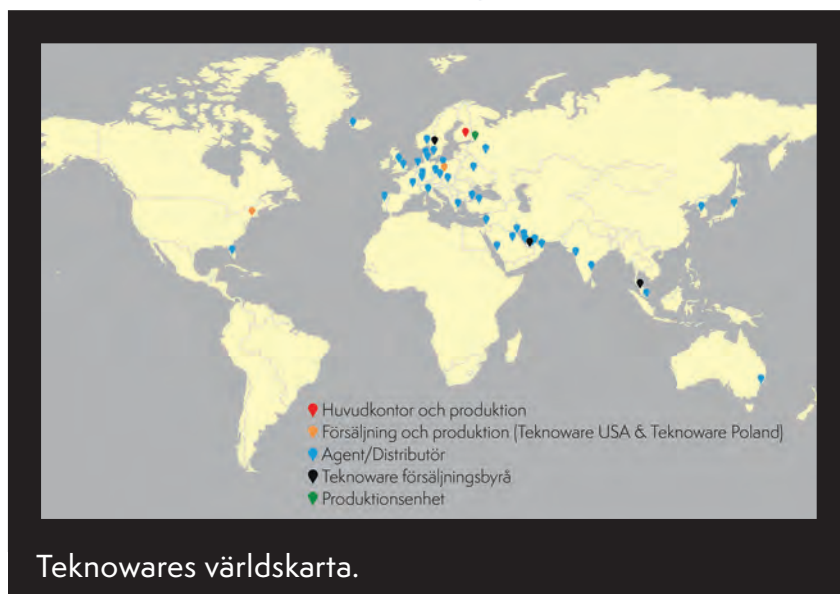 Huvudkontor och produktion
Försäljning och produktion (Teknoware USA & Teknoware Poland)
Agent/Distributör
Teknoware försäljningsbyrå
Produktionsenhet
Teknowares världskarta.